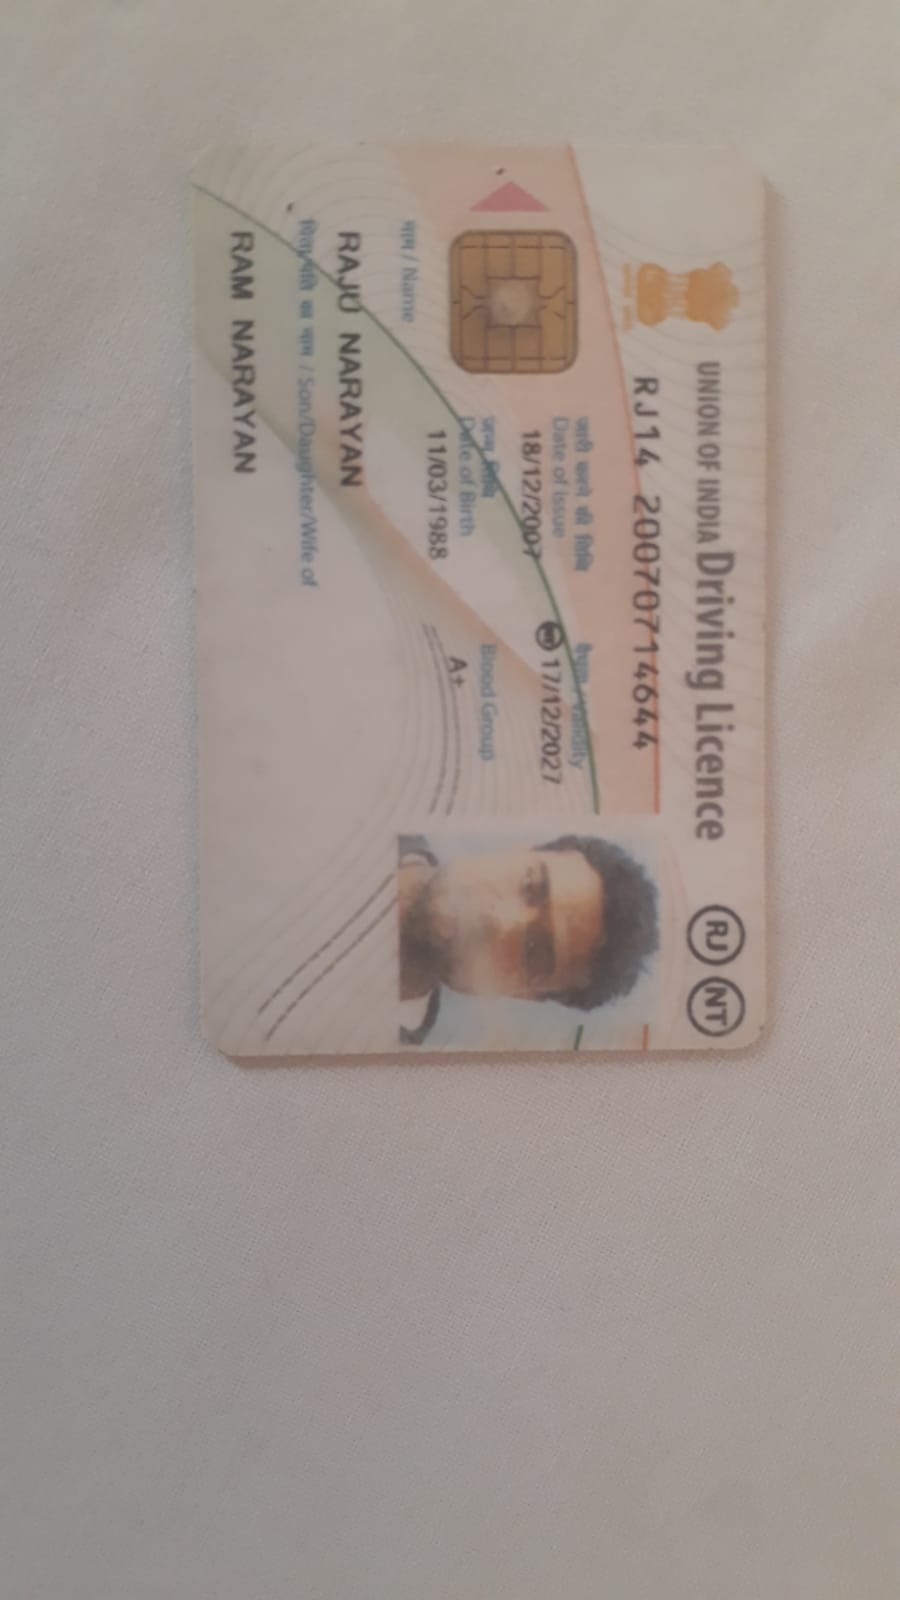 UNION OF INDIA Driving Licence RJ NT
RJ14 20070714644
जारी करने की तिथि
Date of Issue
18/12/2007
वैधता / Validity
NT 17/12/2027
जन्म तिथि
Date of Birth
11/03/1988
Blood Group
A+
नाम / Name
RAJU NARAYAN
का नाम / Son/Daughter/Wife of
RAM NARAYAN